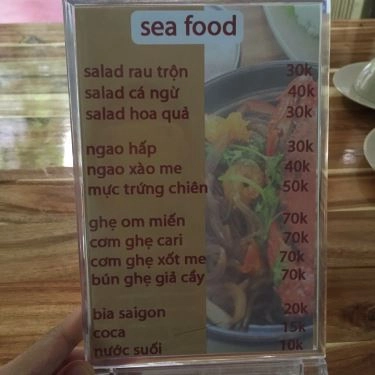 sea food
salad rau trộn 30k
salad cá ngừ 40k
salad hoa quả 30k
ngao hấp 30k
ngao xào me 40k
mực trứng chiên 50k
ghẹ om miến 70k
cơm ghẹ cari 70k
cơm ghẹ xốt me 70k
bún ghẹ giả cầy 70k
bia saigon 20k
coca 15k
nước suối 10k